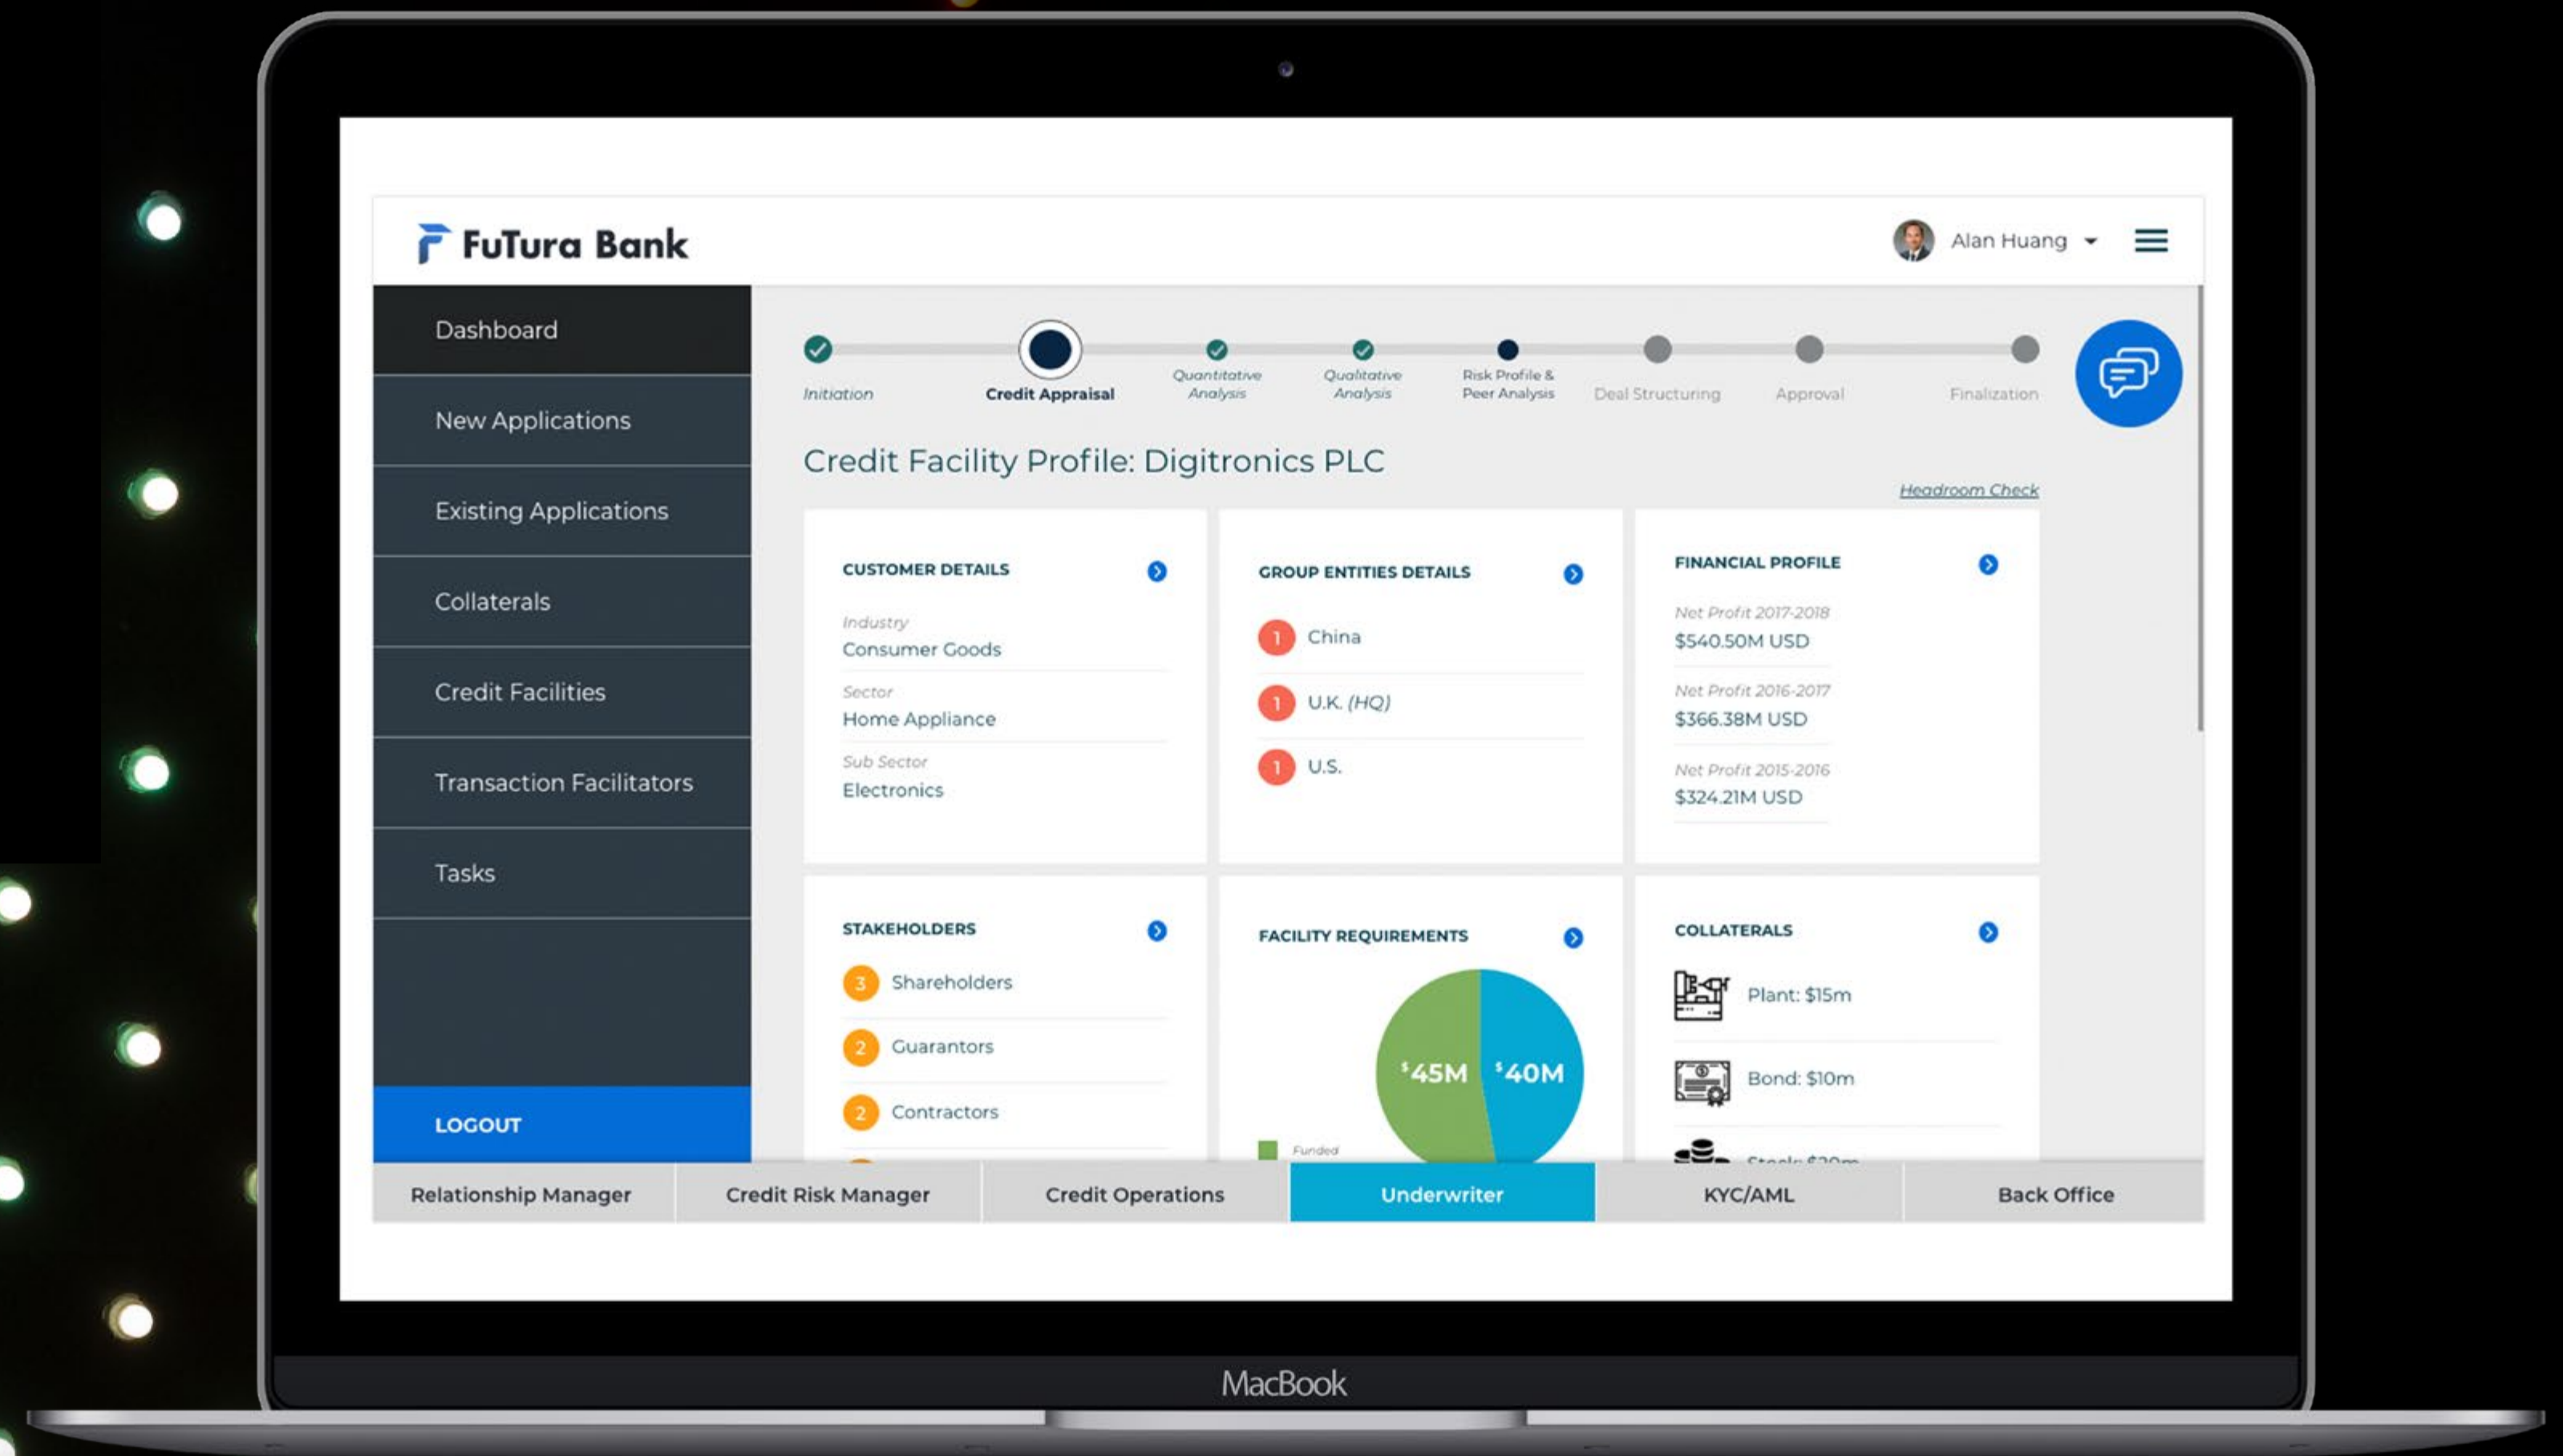 FuTura Bank
Alan Huang
Dashboard
New Applications
Existing Applications
Collaterals
Credit Facilities
Transaction Facilitators
Tasks
LOGOUT
Initiation
Credit Appraisal
Quantitative
Analysis
Qualitative
Analysis
Risk Profile &
Peer Analysis
Deal Structuring
Approval
Finalization
Credit Facility Profile: Digitronics PLC
Headroom Check
CUSTOMER DETAILS
Industry
Consumer Goods
Sector
Home Appliance
Sub Sector
Electronics
GROUP ENTITIES DETAILS
1 China
1 U.K. (HQ)
1 U.S.
FINANCIAL PROFILE
Net Profit 2017-2018
$540.50M USD
Net Profit 2016-2017
$366.38M USD
Net Profit 2015-2016
$324.21M USD
STAKEHOLDERS
3 Shareholders
2 Guarantors
2 Contractors
FACILITY REQUIREMENTS
$45M $40M
Funded
COLLATERALS
Plant: $15m
Bond: $10m
Stock: $20m
Relationship Manager
Credit Risk Manager
Credit Operations
Underwriter
KYC/AML
Back Office
MacBook